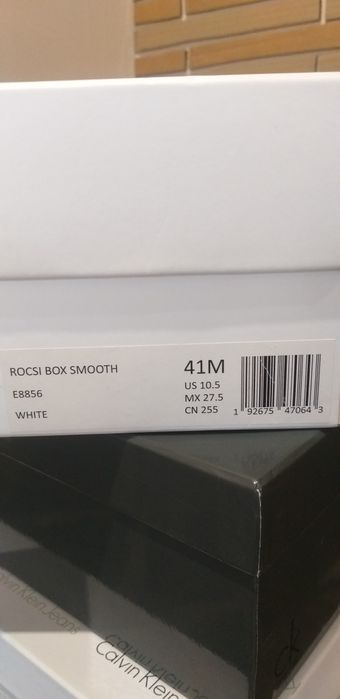 ROCSI BOX SMOOTH
E8856
WHITE
41M
US 10.5
MX 27.5
CN 255
1 92675 47064 3
Calvin Klein Jeans
Calvin Klein
ck